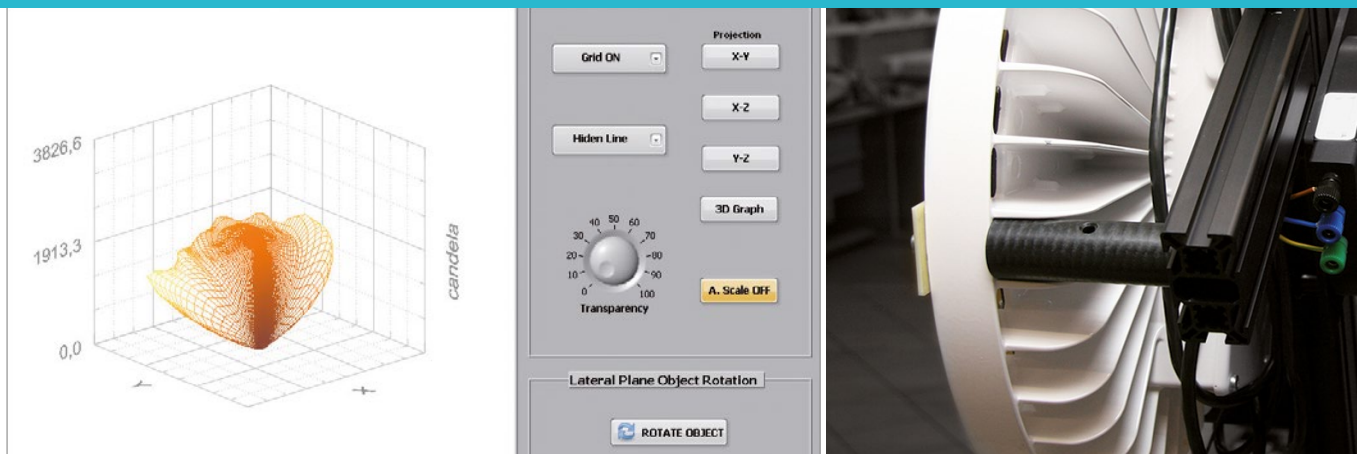 3826,6
1913,3
0,0
Y
X
candela
Grid ON
Hiden Line
Projection
X-Y
X-Z
Y-Z
3D Graph
A. Scale OFF
0
10
20
30
40
50
60
70
80
90
100
Transparency
Lateral Plane Object Rotation
ROTATE OBJECT